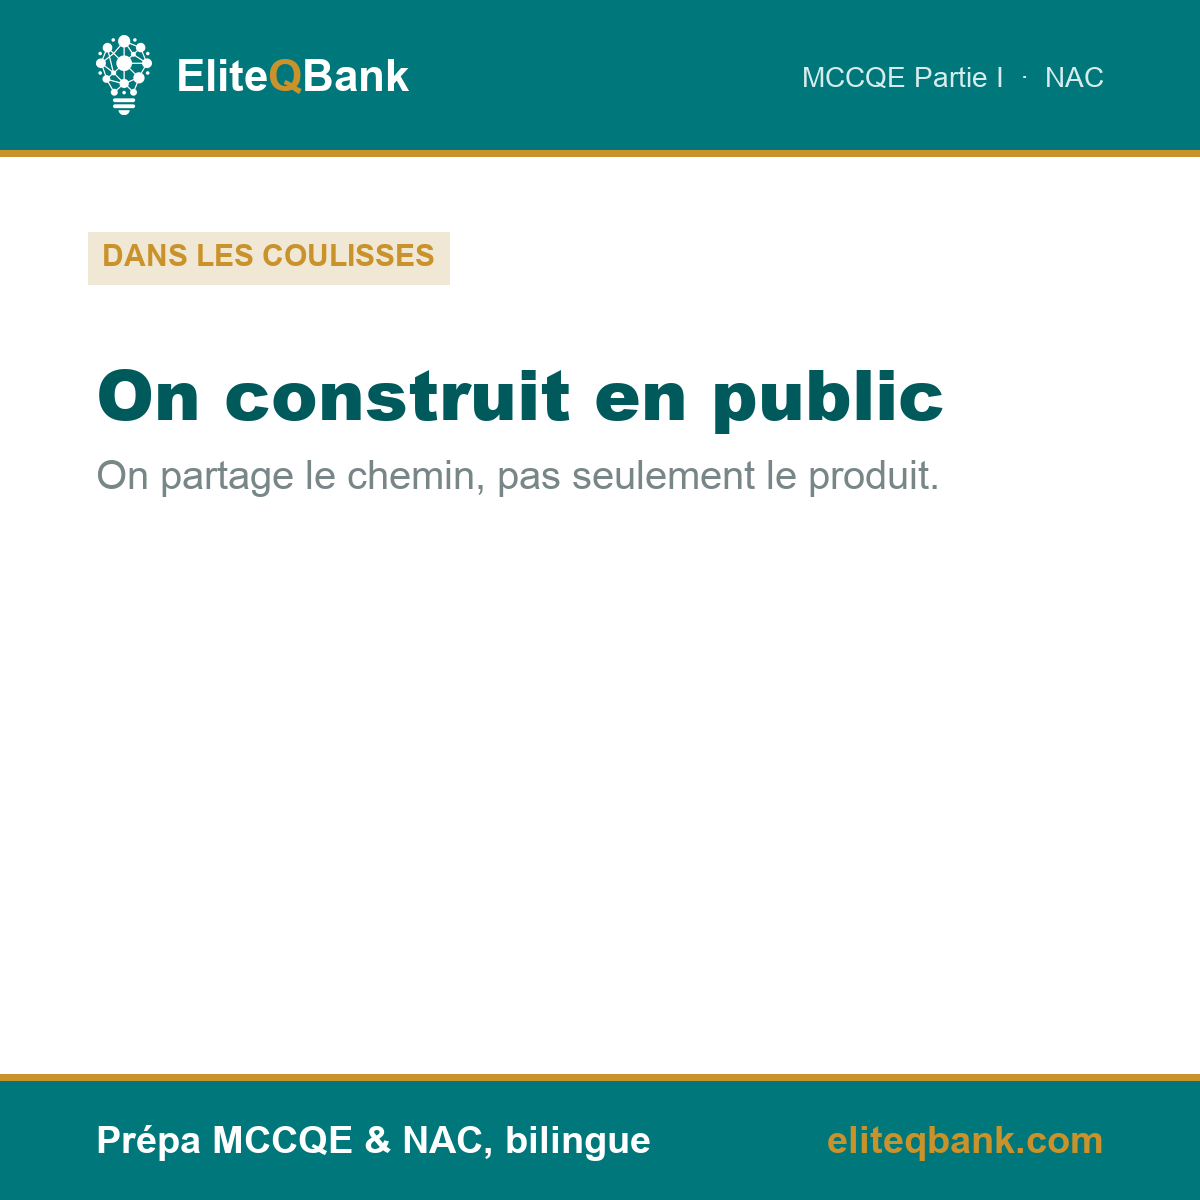 EliteQBank
MCCQE Partie I · NAC
DANS LES COULISSES
On construit en public
On partage le chemin, pas seulement le produit.
Prépa MCCQE & NAC, bilingue
eliteqbank.com